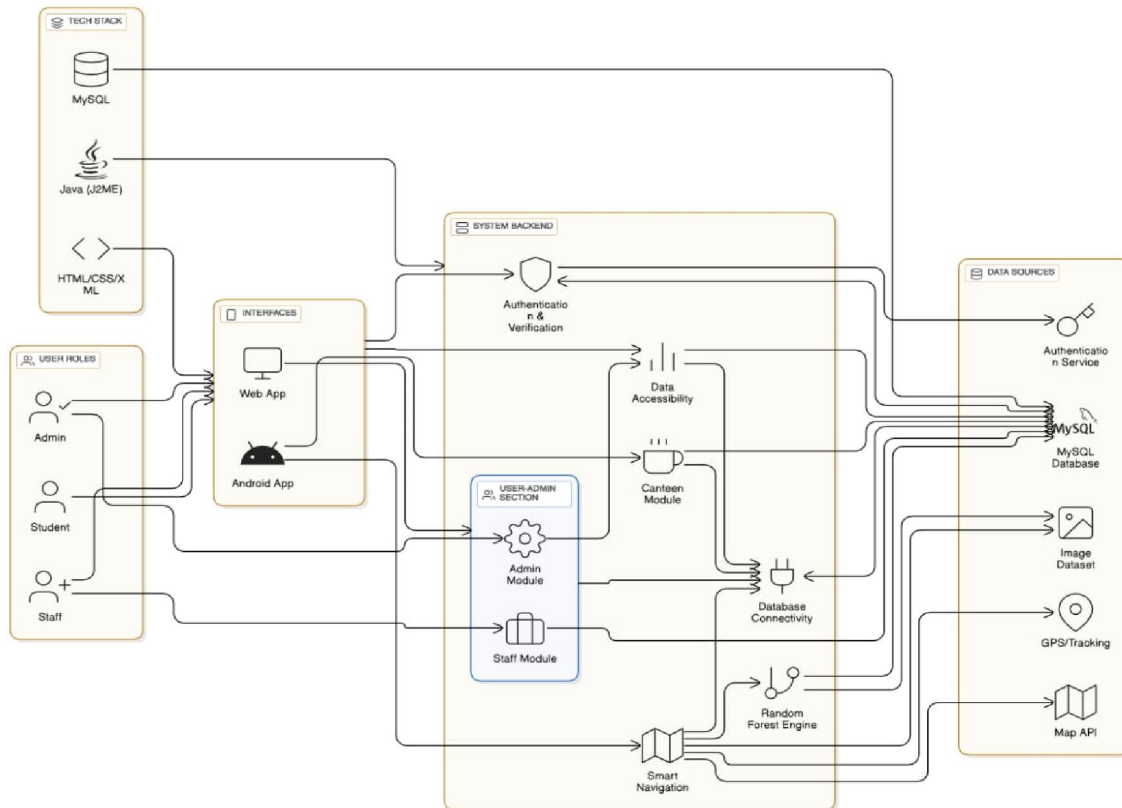 TECH STACK
MySQL
Java (J2ME)
HTML/CSS/X
ML
USER ROLES
Admin
Student
Staff
INTERFACES
Web App
Android App
SYSTEM BACKEND
Authenticatio
n &
Verification
Data
Accessibility
Canteen
Module
USER-ADMIN
SECTION
Admin
Module
Staff Module
Database
Connectivity
Random
Forest Engine
Smart
Navigation
DATA SOURCES
Authenticatio
n Service
MySQL
MySQL
Database
Image
Dataset
GPS/Tracking
Map API